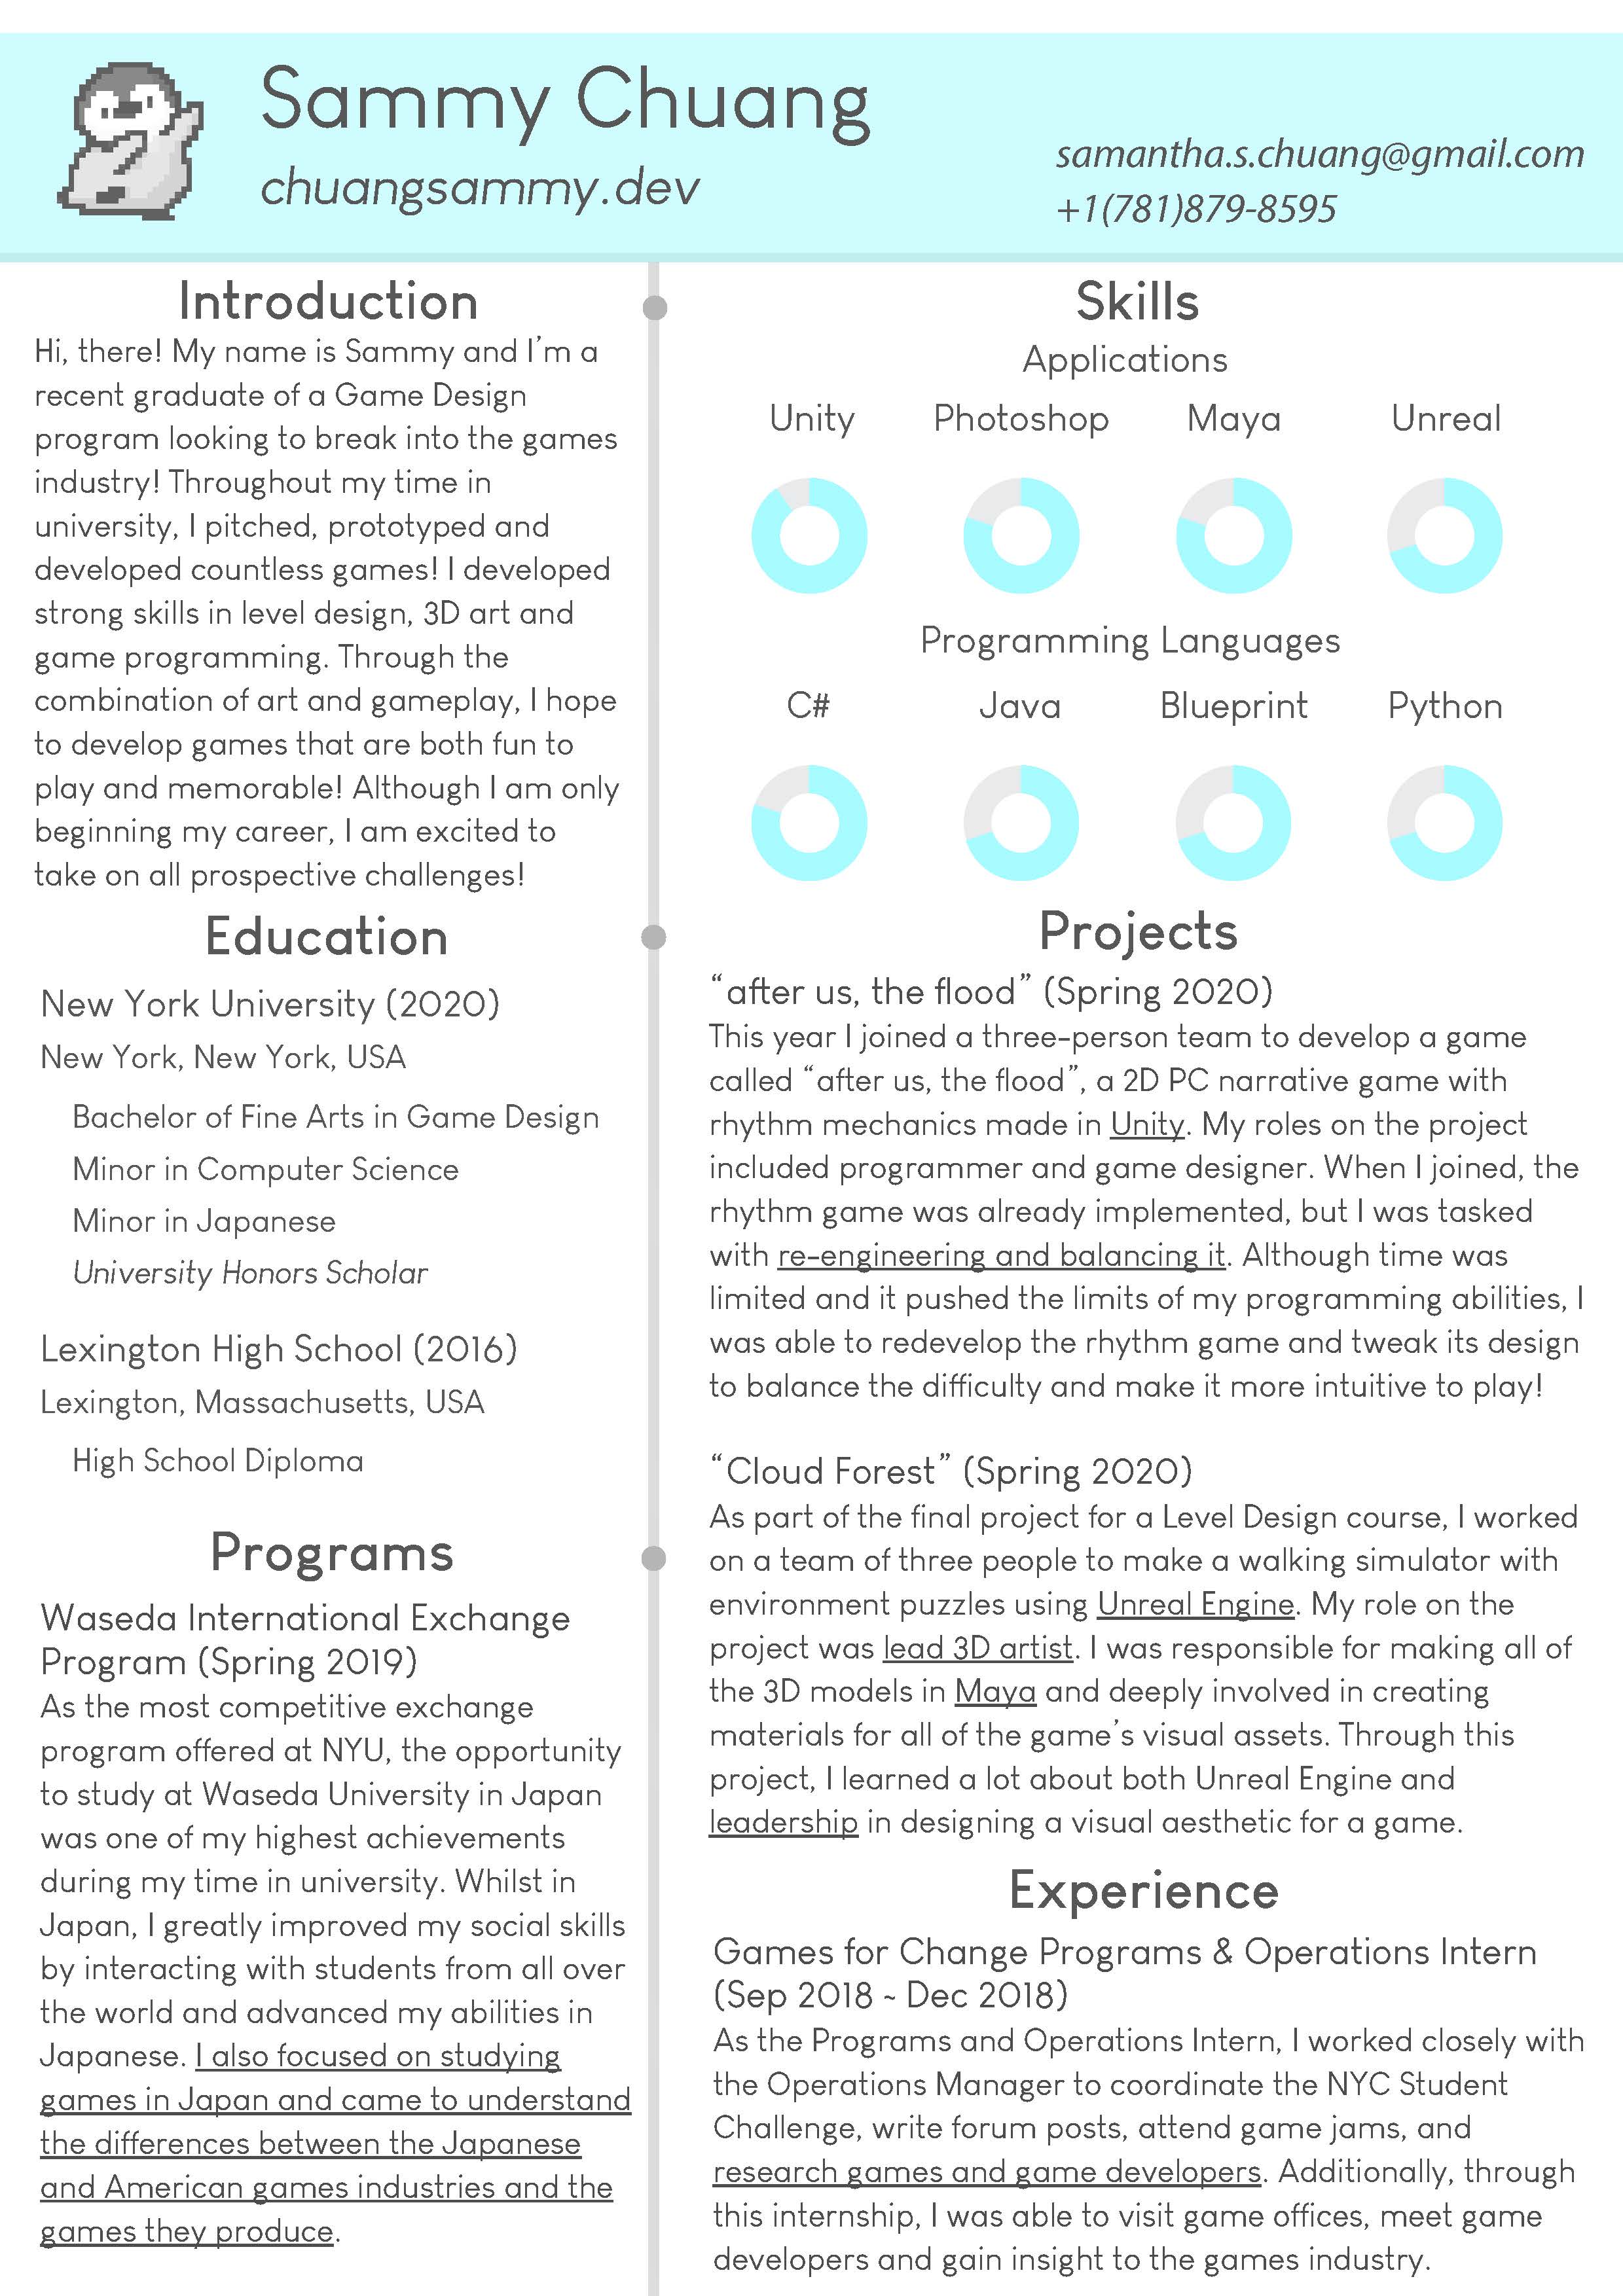 Sammy Chuang
chuangsammy.dev
samantha.s.chuang@gmail.com
+1(781)879-8595
Introduction
Hi, there! My name is Sammy and I'm a
recent graduate of a Game Design
program looking to break into the games
industry! Throughout my time in
university, I pitched, prototyped and
developed countless games! I developed
strong skills in level design, 3D art and
game programming. Through the
combination of art and gameplay, I hope
to develop games that are both fun to
play and memorable! Although I am only
beginning my career, I am excited to
take on all prospective challenges!
Education
New York University (2020)
New York, New York, USA
Bachelor of Fine Arts in Game Design
Minor in Computer Science
Minor in Japanese
University Honors Scholar
Lexington High School (2016)
Lexington, Massachusetts, USA
High School Diploma
Programs
Waseda International Exchange
Program (Spring 2019)
As the most competitive exchange
program offered at NYU, the opportunity
to study at Waseda University in Japan
was one of my highest achievements
during my time in university. Whilst in
Japan, I greatly improved my social skills
by interacting with students from all over
the world and advanced my abilities in
Japanese. I also focused on studying
games in Japan and came to understand
the differences between the Japanese
and American games industries and the
games they produce.
Skills
Applications
Unity Photoshop Maya Unreal
Programming Languages
C# Java Blueprint Python
Projects
“after us, the flood” (Spring 2020)
This year I joined a three-person team to develop a game
called “after us, the flood”, a 2D PC narrative game with
rhythm mechanics made in Unity. My roles on the project
included programmer and game designer. When I joined, the
rhythm game was already implemented, but I was tasked
with re-engineering and balancing it. Although time was
limited and it pushed the limits of my programming abilities, I
was able to redevelop the rhythm game and tweak its design
to balance the difficulty and make it more intuitive to play!
“Cloud Forest” (Spring 2020)
As part of the final project for a Level Design course, I worked
on a team of three people to make a walking simulator with
environment puzzles using Unreal Engine. My role on the
project was lead 3D artist. I was responsible for making all of
the 3D models in Maya and deeply involved in creating
materials for all of the game's visual assets. Through this
project, I learned a lot about both Unreal Engine and
leadership in designing a visual aesthetic for a game.
Experience
Games for Change Programs & Operations Intern
(Sep 2018 ~ Dec 2018)
As the Programs and Operations Intern, I worked closely with
the Operations Manager to coordinate the NYC Student
Challenge, write forum posts, attend game jams, and
research games and game developers. Additionally, through
this internship, I was able to visit game offices, meet game
developers and gain insight to the games industry.